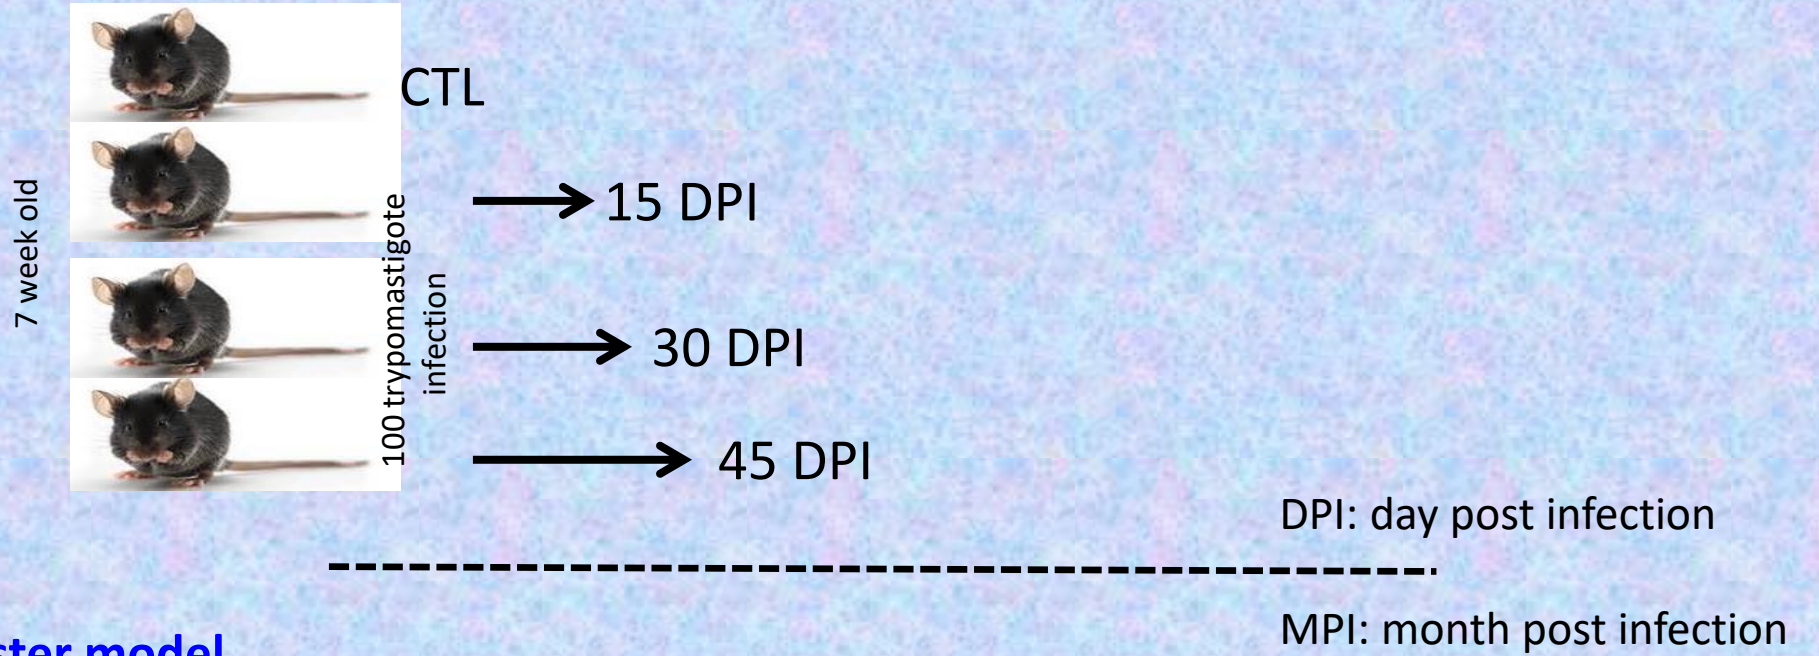 CTL
7 week old
100 trypomastigote
infection
15 DPI
30 DPI
45 DPI
DPI: day post infection
MPI: month post infection
model